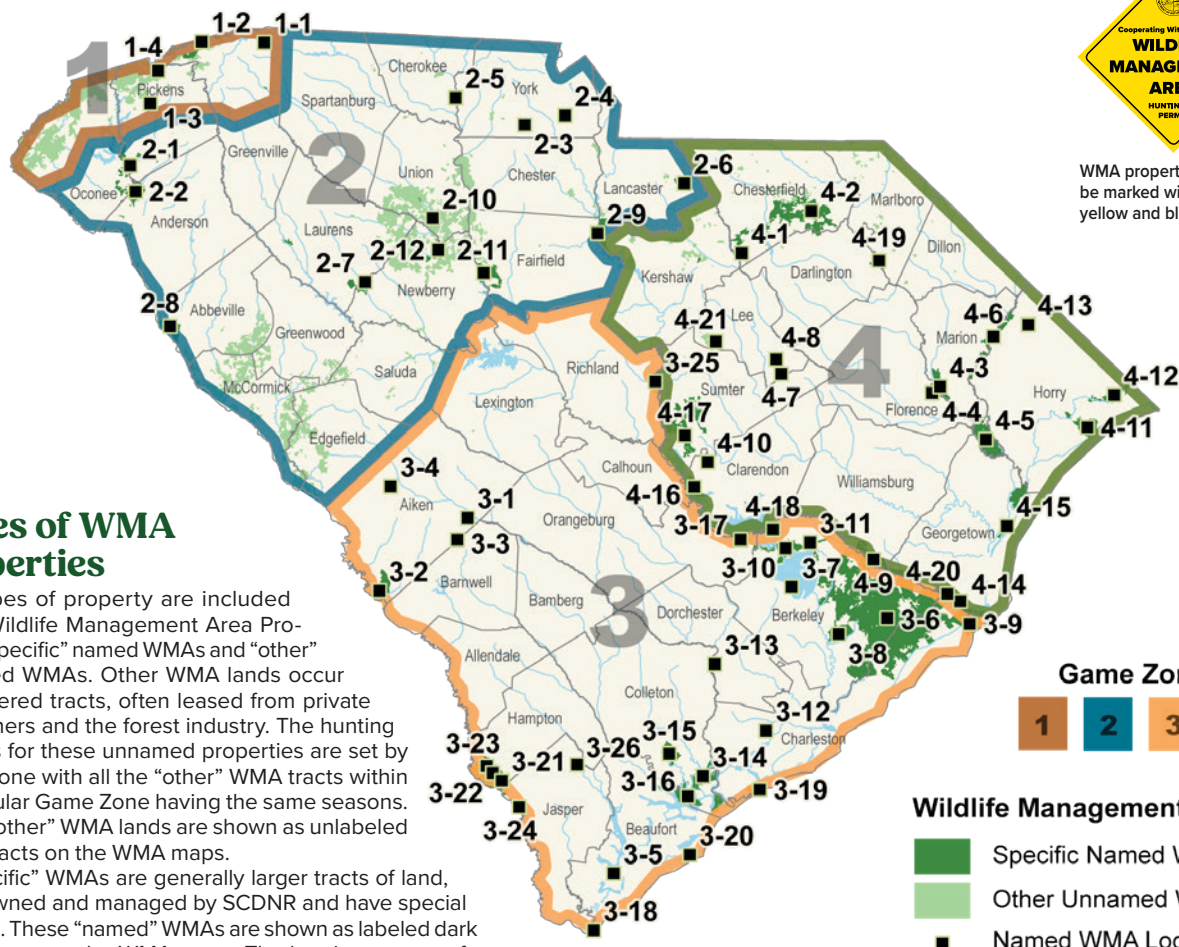 1-2
1-1
1-4
1
Pickens
1-3
Cherokee
2-5
York
2-4
Spartanburg
2-3
2-1
Greenville
2
Union
Chester
2-6
Oconee
2-2
Anderson
Lancaster
Chesterfield
4-2
Marlboro
2-10
Laurens
2-9
2-12
2-11
4-1
4-19
Dillon
2-7
Fairfield
Kershaw
Darlington
Newberry
2-8
Abbeville
Greenwood
Lee
4-6
4-13
4-21
4-8
Marion
3-25
Richland
4
4-3
McCormick
Saluda
Lexington
Sumter
4-7
Florence
4-4
Horry
4-12
4-17
4-5
4-11
Edgefield
4-10
Calhoun
Clarendon
3-4
Williamsburg
Aiken
4-16
4-18
4-15
3-1
Orangeburg
3-17
3-11
Georgetown
3-3
3-10
3-7
3-2
Barnwell
4-9
4-20
4-14
Bamberg
3
Dorchester
Berkeley
3-6
3-9
3-13
3-8
Allendale
Colleton
Hampton
3-12
Charleston
3-15
3-23
3-21
3-26
3-14
3-16
3-22
3-19
Jasper
3-24
Beaufort
3-20
3-5
3-18
Cooperating Wit
WILD
MANAG
ARE
HUNTIN
PERM
WMA propert
be marked wi
yellow and bl
es of WMA
perties
pes of property are included
Wildlife Management Area Pro-
pecific” named WMAs and “other”
ed WMAs. Other WMA lands occur
ered tracts, often leased from private
ners and the forest industry. The hunting
s for these unnamed properties are set by
one with all the “other” WMA tracts within
ular Game Zone having the same seasons.
other” WMA lands are shown as unlabeled
acts on the WMA maps.
cific” WMAs are generally larger tracts of land,
wned and managed by SCDNR and have special
. These “named” WMAs are shown as labeled dark
Game Zon
1 2 3
Wildlife Management
Specific Named W
Other Unnamed W
Named WMA Loc